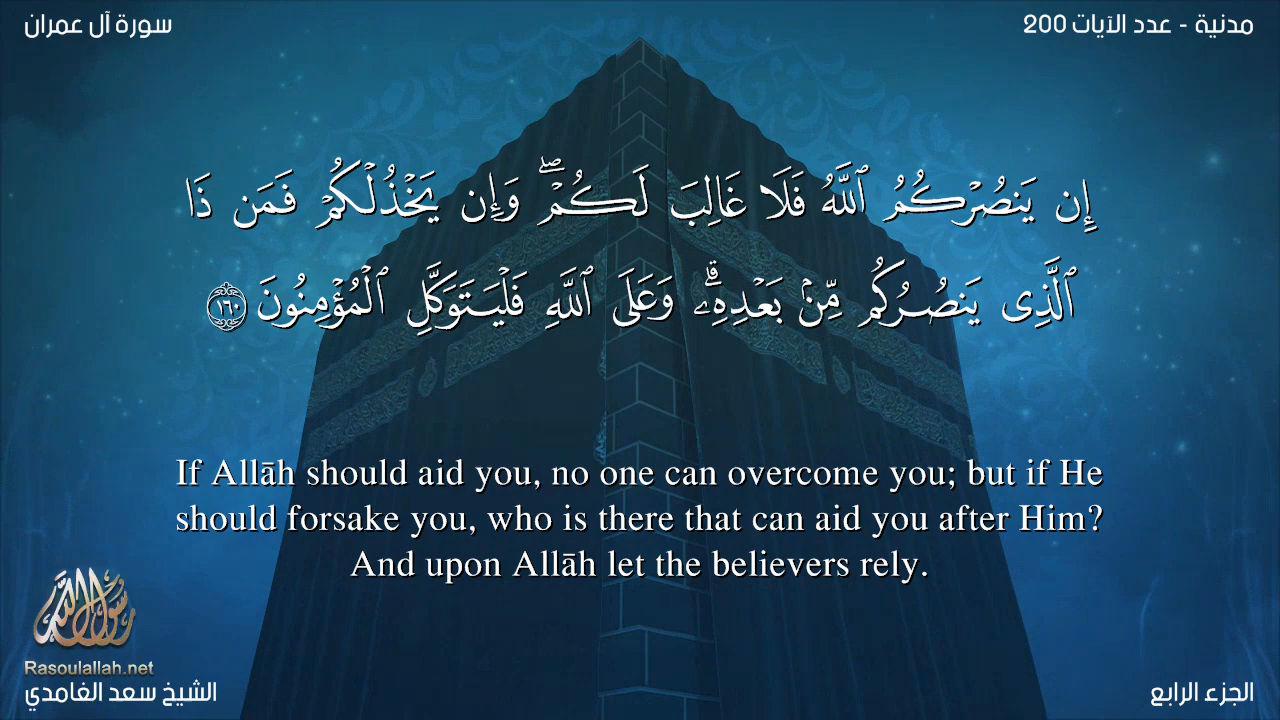 سورة آل عمران
مدنية - عدد الآيات 200
إِن يَنصُرْكُمُ ٱللَّهُ فَلَا غَالِبَ لَكُمْ ۖ وَإِن يَخْذُلْكُمْ فَمَن ذَا
ٱلَّذِى يَنصُرُكُم مِّنۢ بَعْدِهِۦ ۗ وَعَلَى ٱللَّهِ فَلْيَتَوَكَّلِ ٱلْمُؤْمِنُونَ ١٦٠
If Allāh should aid you, no one can overcome you; but if He
should forsake you, who is there that can aid you after Him?
And upon Allāh let the believers rely.
رسول الله
Rasoulallah.net
الشيخ سعد الغامدي
الجزء الرابع